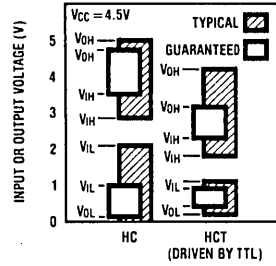 VCC = 4.5V
TYPICAL
GUARANTEED
INPUT OR OUTPUT VOLTAGE (V)
5
4
3
2
1
0
VOH
VOH
VIH
VIH
VIL
VIL
VOL
VOH
VOH
VIH
VIH
VIL
VIL
VOL
HC
HCT
(DRIVEN BY TTL)